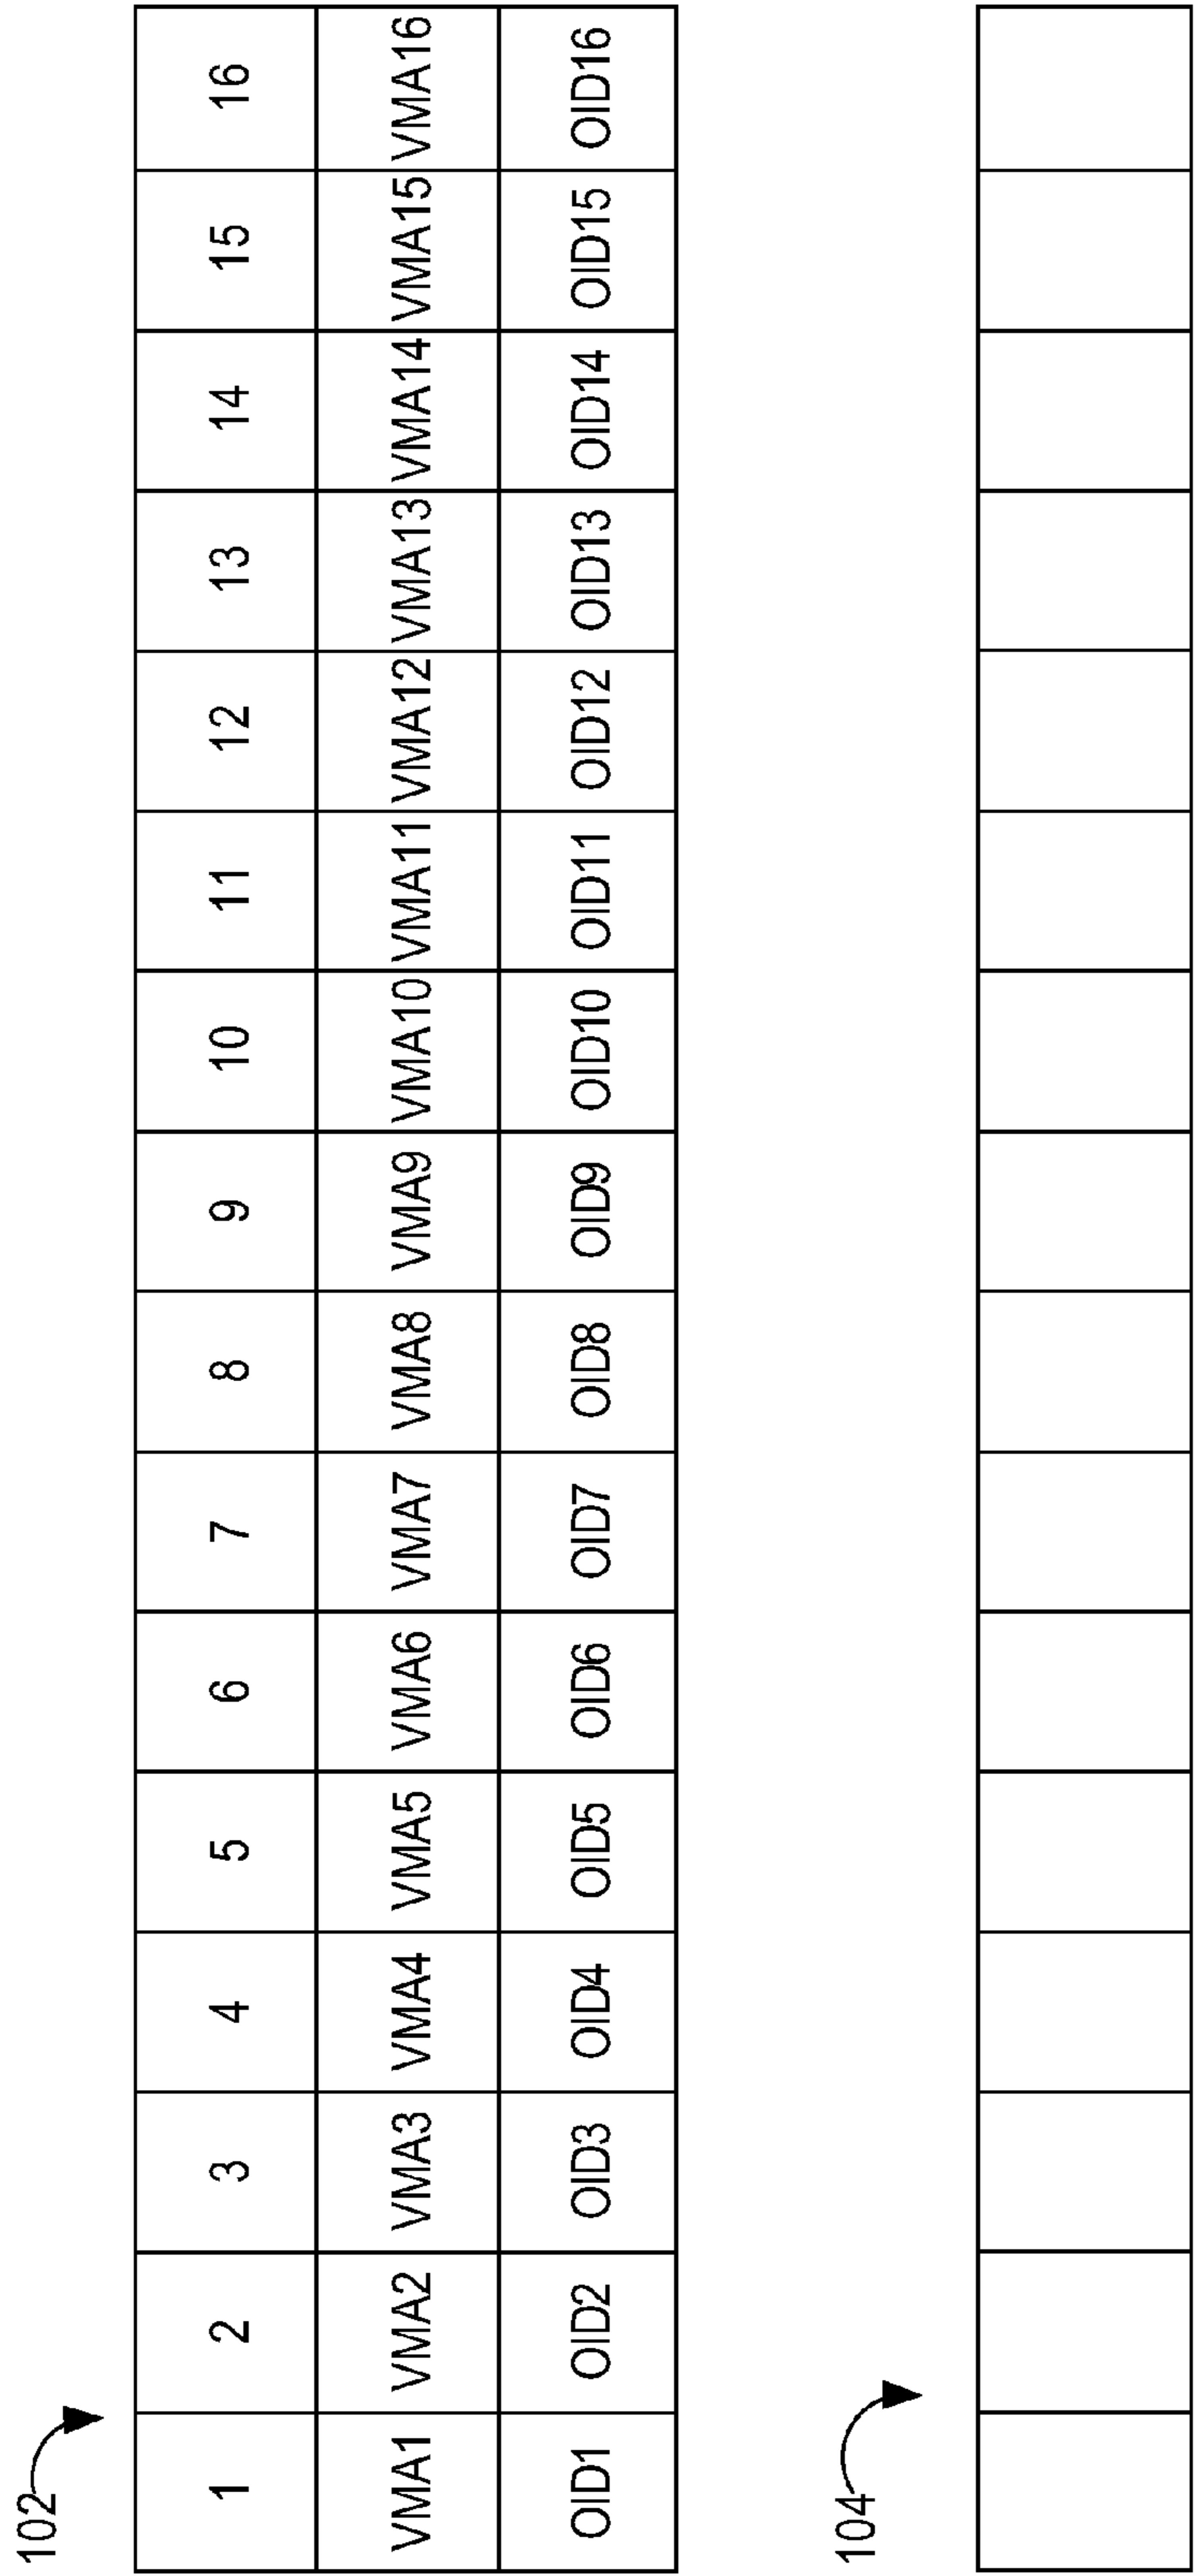 102
1 2 3 4 5 6 7 8 9 10 11 12 13 14 15 16
VMA1 VMA2 VMA3 VMA4 VMA5 VMA6 VMA7 VMA8 VMA9 VMA10 VMA11 VMA12 VMA13 VMA14 VMA15 VMA16
OID1 OID2 OID3 OID4 OID5 OID6 OID7 OID8 OID9 OID10 OID11 OID12 OID13 OID14 OID15 OID16
104